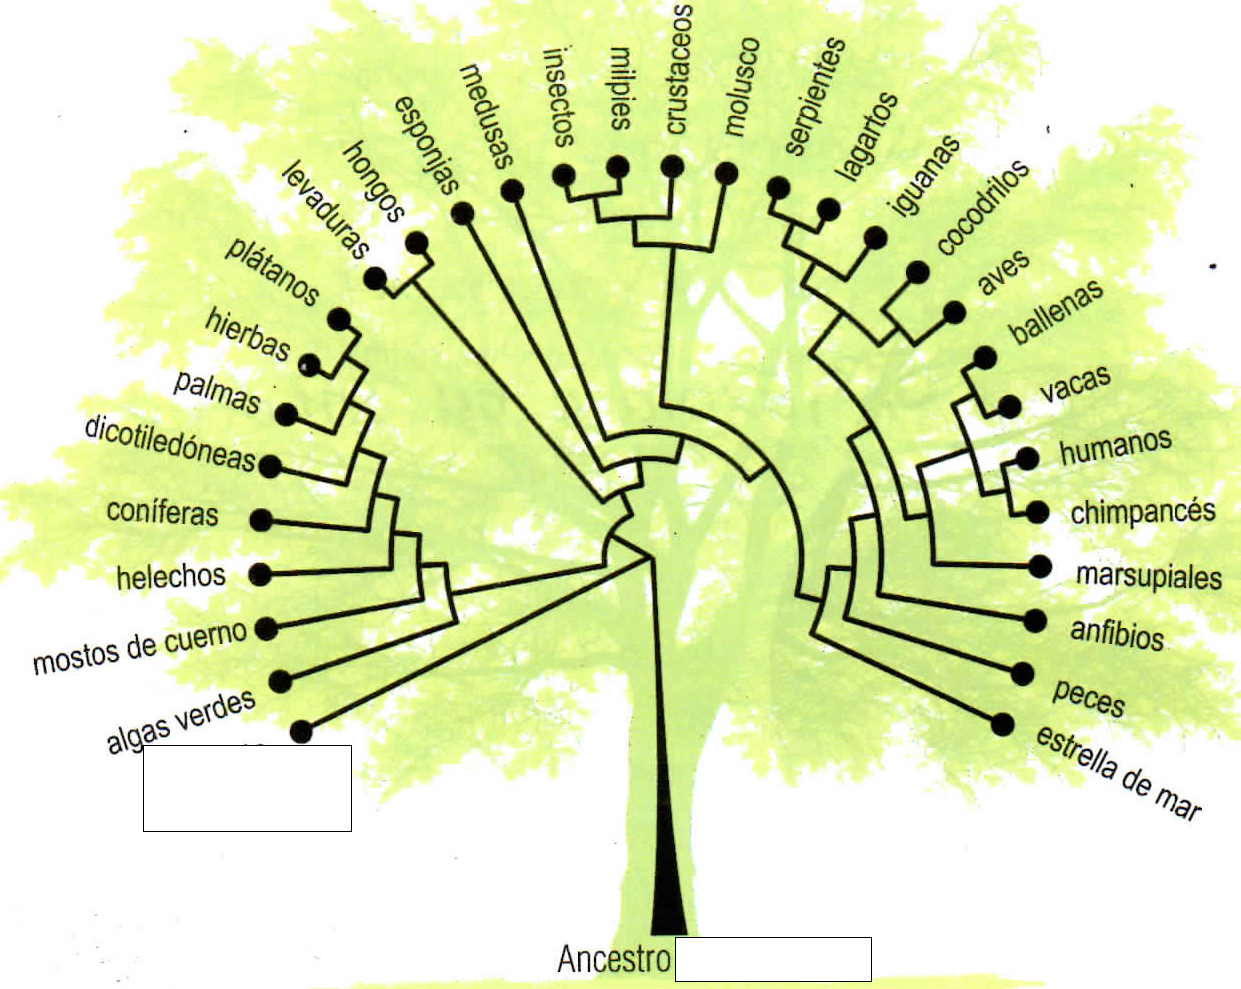 algas verdes
mostos de cuerno
helechos
coníferas
dicotiledóneas
palmas
hierbas
plátanos
levaduras
hongos
esponjas
medusas
insectos
milpies
crustaceos
molusco
serpientes
lagartos
iguanas
cocodrilos
aves
ballenas
vacas
humanos
chimpancés
marsupiales
anfibios
peces
estrella de mar
Ancestro